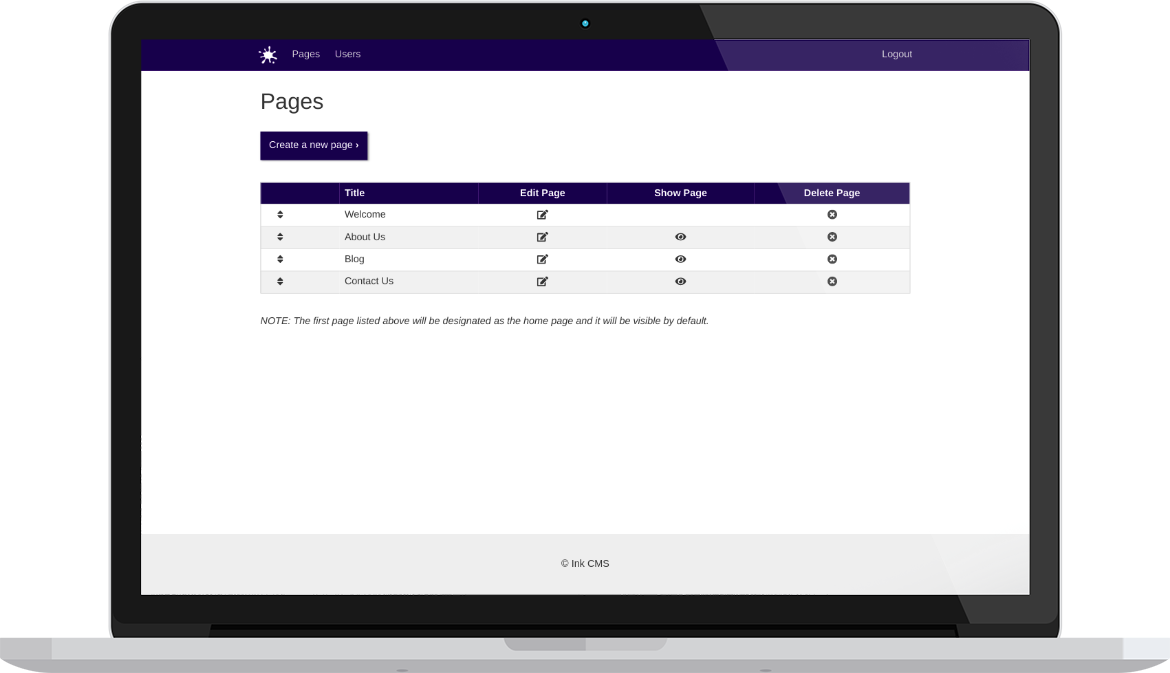 Pages Users Logout
Pages
Create a new page ›
Title Edit Page Show Page Delete Page
Welcome
About Us
Blog
Contact Us
NOTE: The first page listed above will be designated as the home page and it will be visible by default.
© Ink CMS